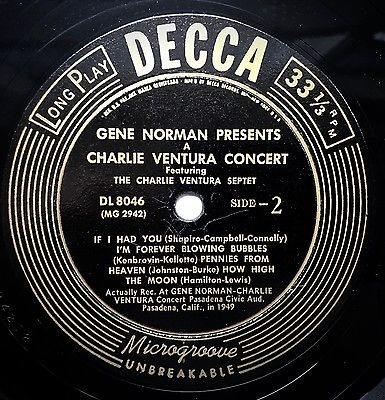 LONG PLAY DECCA 33 1/3 RPM
GENE NORMAN PRESENTS
A
CHARLIE VENTURA CONCERT
Featuring
THE CHARLIE VENTURA SEPTET
DL 8046
(MG 2942)
SIDE - 2
IF I HAD YOU (Shapiro-Campbell-Connelly)
I'M FOREVER BLOWING BUBBLES
(Kenbrovin-Kellette) PENNIES FROM
HEAVEN (Johnston-Burke) HOW HIGH
THE MOON (Hamilton-Lewis)
Actually Rec. At GENE NORMAN-CHARLIE
VENTURA Concert Pasadena Civic Aud.
Pasadena, Calif., in 1949
Microgroove
UNBREAKABLE